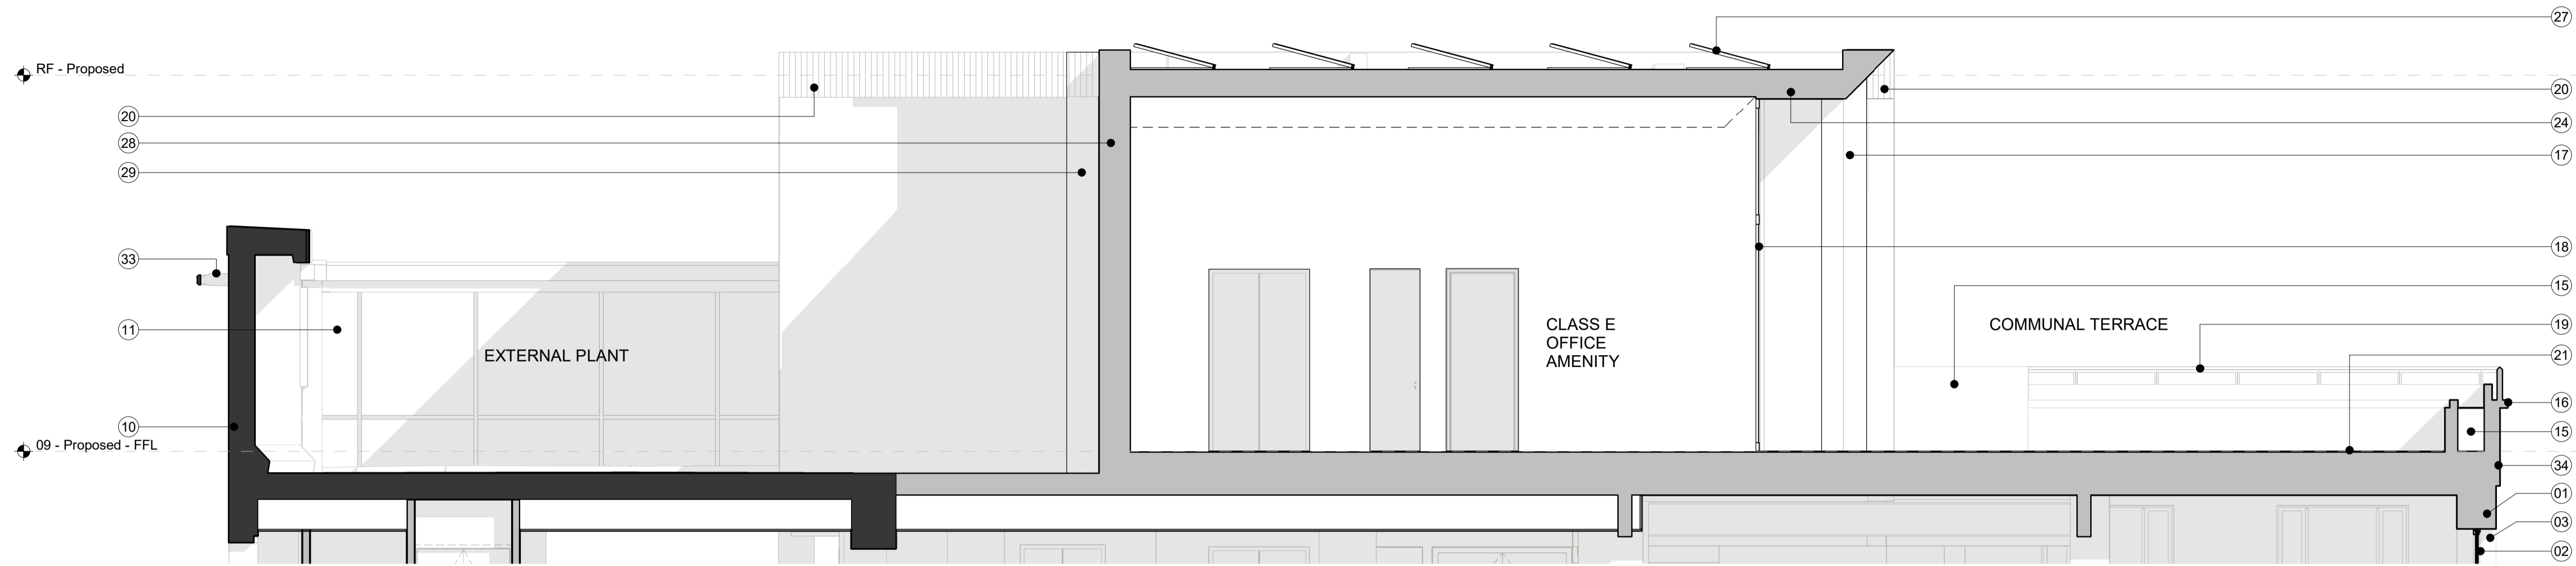 27
RF - Proposed
20
20
28
24
29
17
33
18
15
11
EXTERNAL PLANT
CLASS E
OFFICE
AMENITY
COMMUNAL TERRACE
19
21
16
10
09 - Proposed - FFL
15
34
01
03
02